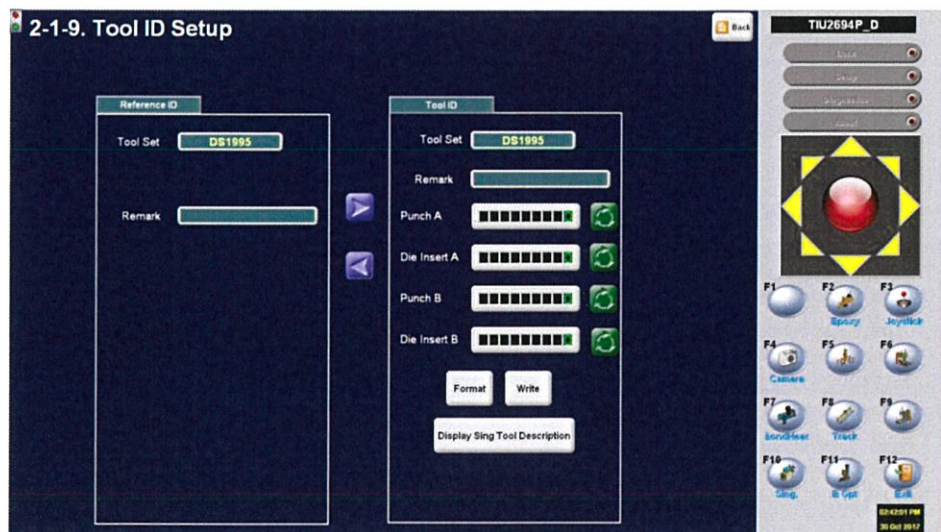 2-1-9. Tool ID Setup
Back
TIU2694P_D
Setup
Reference ID
Tool Set
DS1995
Remark
Tool ID
Tool Set
DS1995
Remark
Punch A
Die Insert A
Punch B
Die Insert B
Format
Write
Display Sing Tool Description
F1
F2
Epoxy
F3
Joystick
F4
Camera
F5
F6
F7
BondHead
F8
Track
F9
F10
Sing.
F11
B Opt
F12
Exit
02:42:01 PM
30 Oct 2017